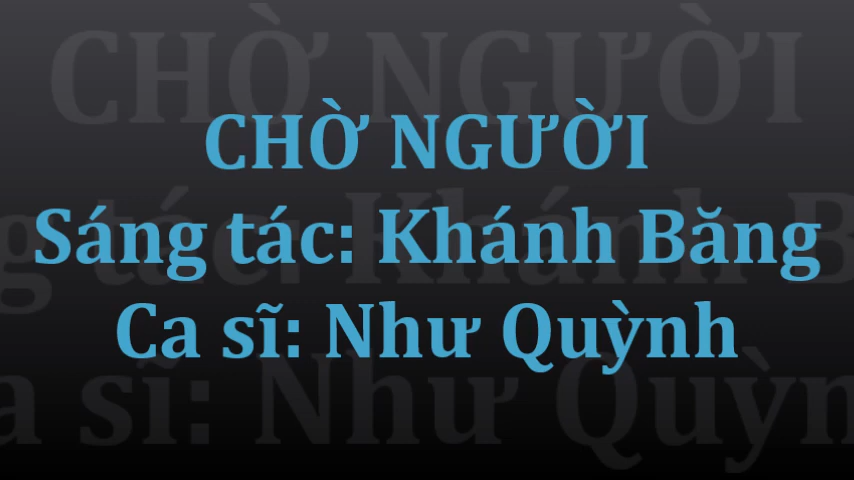 CHỜ NGƯỜI
Sáng tác: Khánh Băng
Ca sĩ: Như Quỳnh